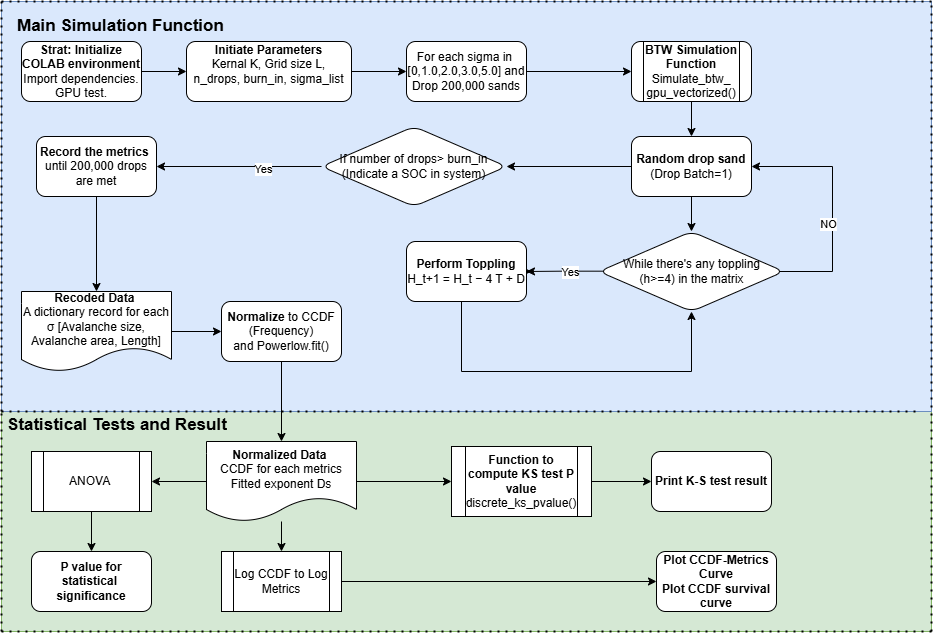 Main Simulation Function
Strat: Initialize
COLAB environment
Import dependencies.
GPU test.
Initiate Parameters
Kernal K, Grid size L,
n_drops, burn_in, sigma_list
For each sigma in
[0,1.0,2.0,3.0,5.0] and
Drop 200,000 sands
BTW Simulation
Function
Simulate_btw_
gpu_vectorized()
Record the metrics
until 200,000 drops
are met
Yes
If number of drops> burn_in
(Indicate a SOC in system)
Random drop sand
(Drop Batch=1)
NO
Perform Toppling
H_t+1 = H_t − 4 T + D
Yes
While there's any toppling
(h>=4) in the matrix
Recoded Data
A dictionary record for each
σ [Avalanche size,
Avalanche area, Length]
Normalize to CCDF
(Frequency)
and Powerlow.fit()
Statistical Tests and Result
ANOVA
Normalized Data
CCDF for each metrics
Fitted exponent Ds
Function to
compute KS test P
value
discrete_ks_pvalue()
Print K-S test result
P value for
statistical
significance
Log CCDF to Log
Metrics
Plot CCDF-Metrics
Curve
Plot CCDF survival
curve